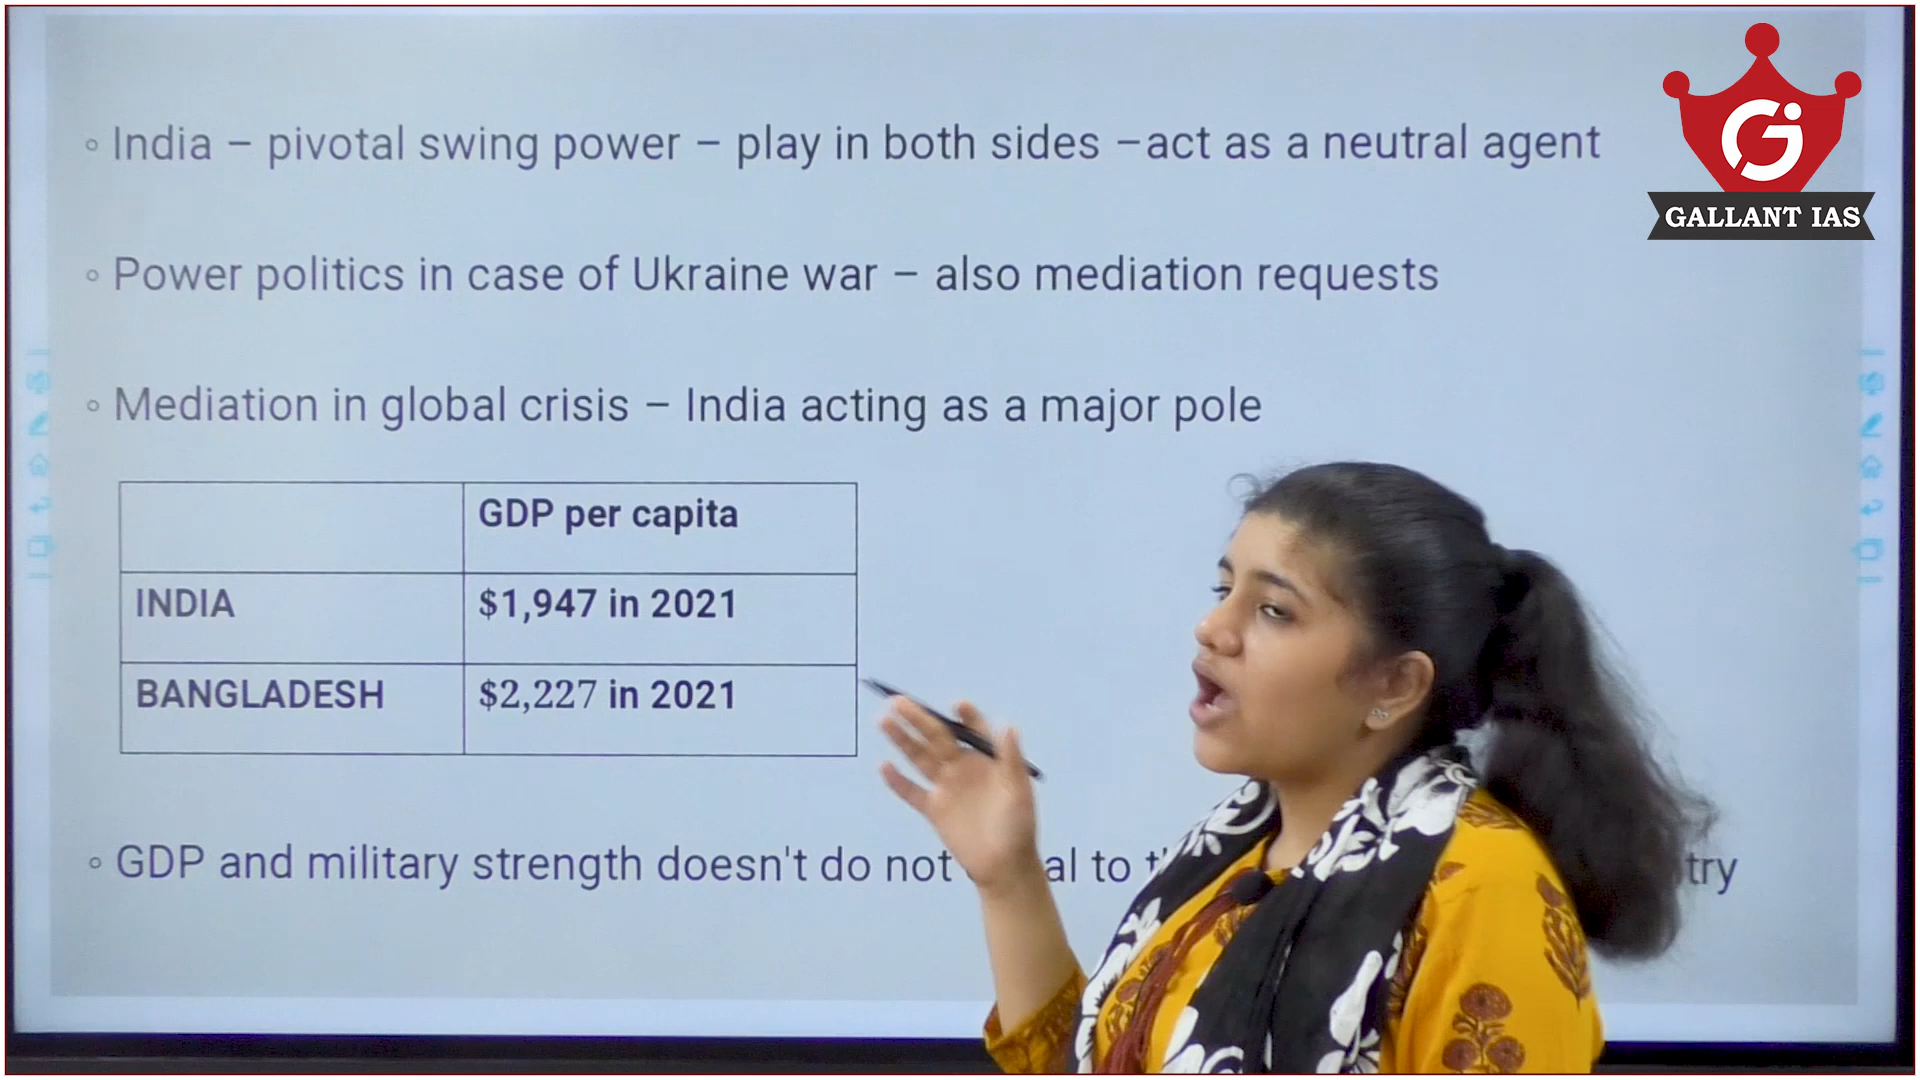 ◦ India – pivotal swing power – play in both sides –act as a neutral agent
GALLANT IAS
◦ Power politics in case of Ukraine war – also mediation requests
◦ Mediation in global crisis – India acting as a major pole
GDP per capita
INDIA $1,947 in 2021
BANGLADESH $2,227 in 2021
◦ GDP and military strength doesn't do not to